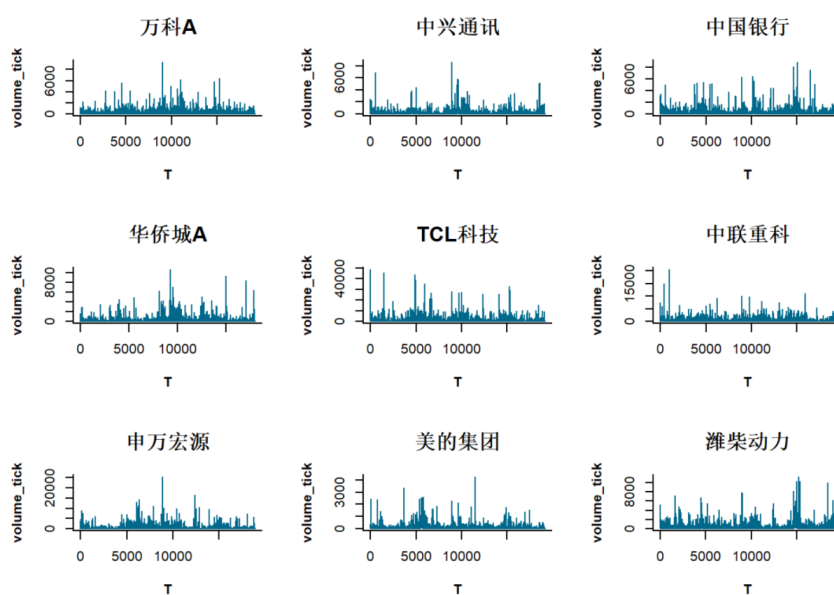 万科A 中兴通讯 中国银行
volume_tick 0 6000 volume_tick 0 6000 volume_tick 0 6000
0 5000 10000 0 5000 10000 0 5000 10000
T T T
华侨城A TCL科技 中联重科
volume_tick 0 8000 volume_tick 0 40000 volume_tick 0 15000
0 5000 10000 0 5000 10000 0 5000 10000
T T T
申万宏源 美的集团 潍柴动力
volume_tick 0 20000 volume_tick 0 3000 volume_tick 0 8000
0 5000 10000 0 5000 10000 0 5000 10000
T T T